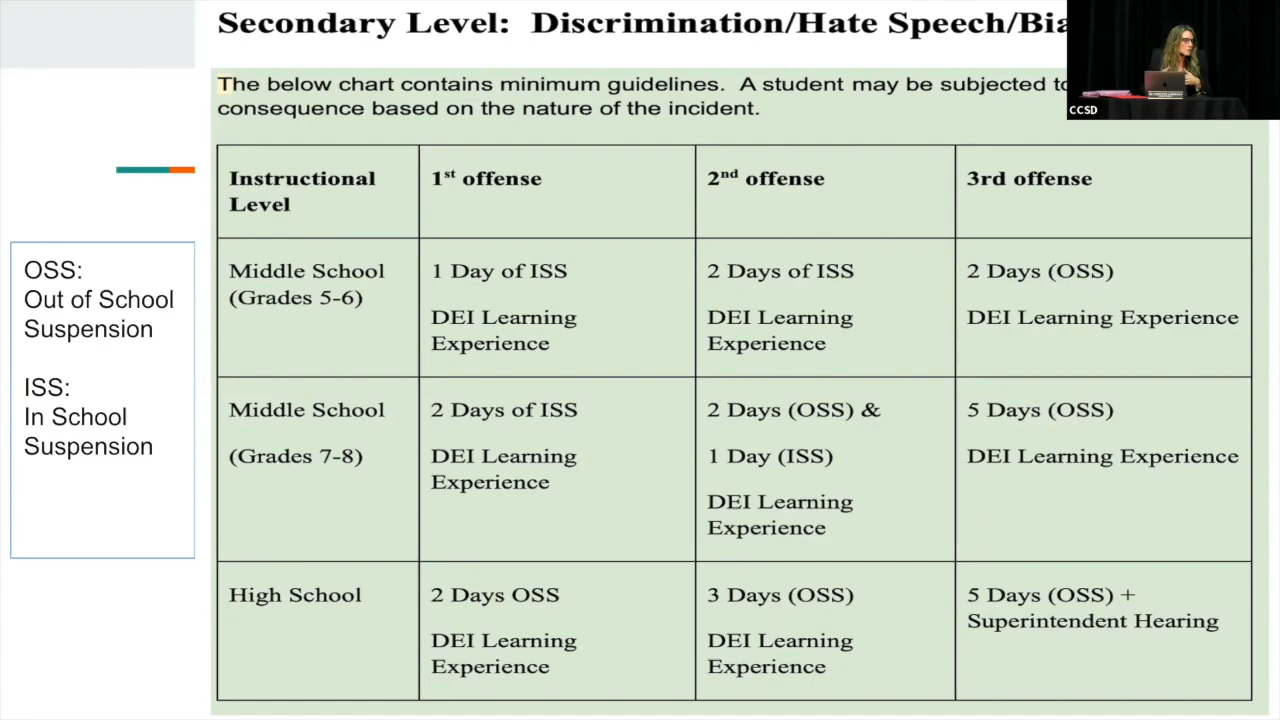 Secondary Level: Discrimination/Hate Speech/Bia
The below chart contains minimum guidelines. A student may be subjected to
consequence based on the nature of the incident.
CCSD
OSS:
Out of School
Suspension
ISS:
In School
Suspension
Instructional
Level
1st offense
2nd offense
3rd offense
Middle School
(Grades 5-6)
1 Day of ISS
DEI Learning
Experience
2 Days of ISS
DEI Learning
Experience
2 Days (OSS)
DEI Learning Experience
Middle School
(Grades 7-8)
2 Days of ISS
DEI Learning
Experience
2 Days (OSS) &
1 Day (ISS)
DEI Learning
Experience
5 Days (OSS)
DEI Learning Experience
High School
2 Days OSS
DEI Learning
Experience
3 Days (OSS)
DEI Learning
Experience
5 Days (OSS) +
Superintendent Hearing